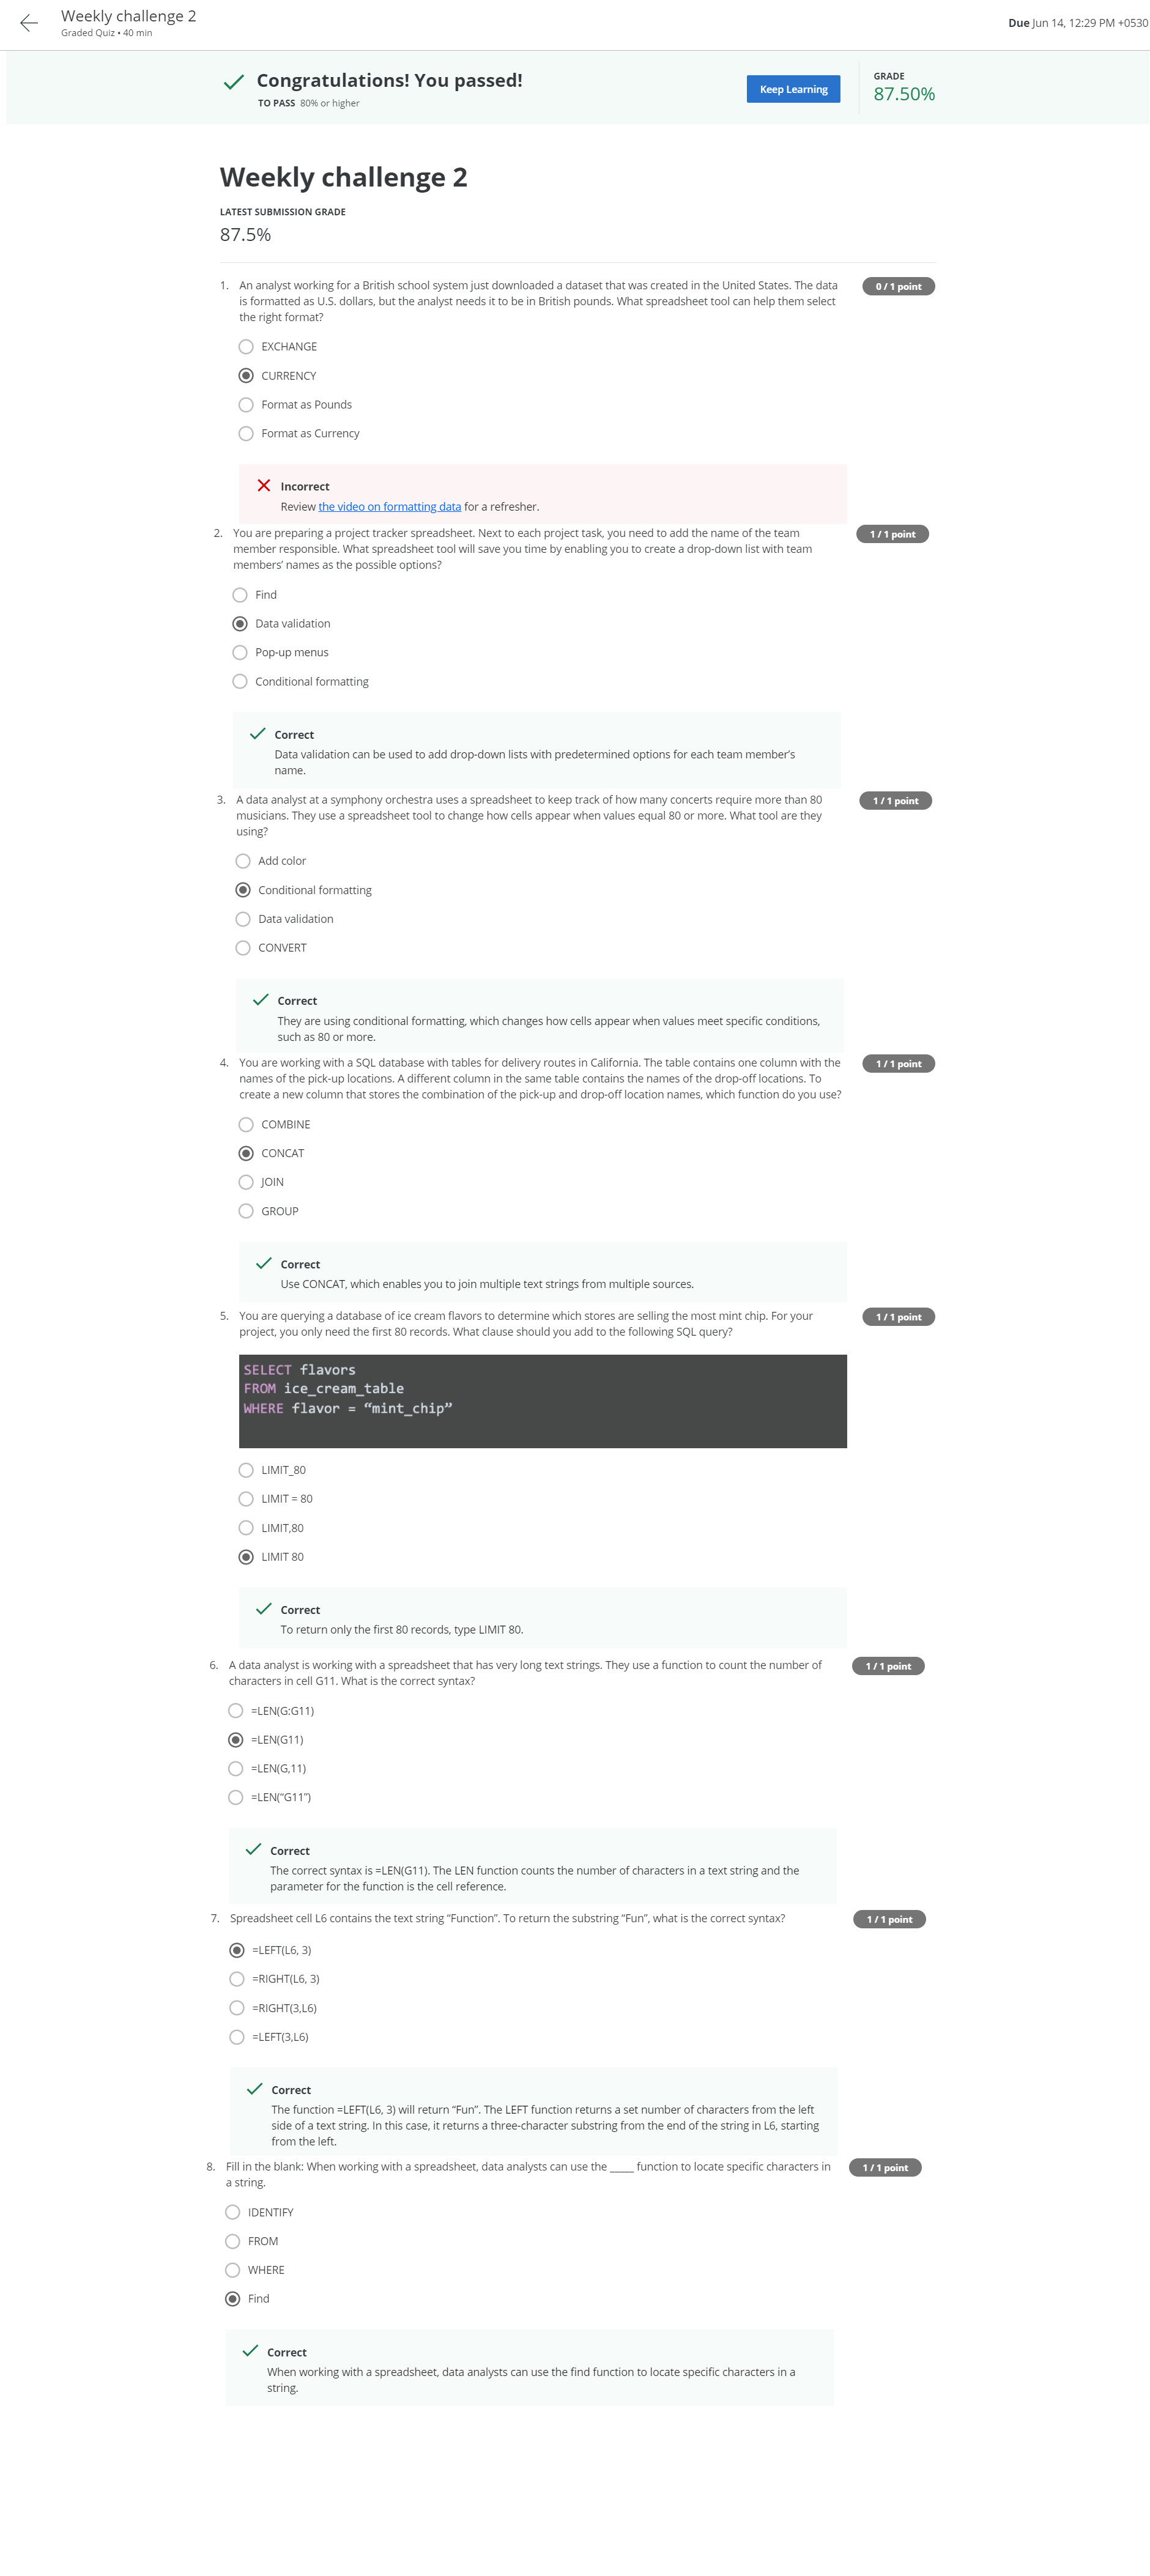 Weekly challenge 2
Graded Quiz • 40 min
Due Jun 14, 12:29 PM +0530
Congratulations! You passed!
TO PASS 80% or higher
Keep Learning
GRADE
87.50%
Weekly challenge 2
LATEST SUBMISSION GRADE
87.5%
1. An analyst working for a British school system just downloaded a dataset that was created in the United States. The data
is formatted as U.S. dollars, but the analyst needs it to be in British pounds. What spreadsheet tool can help them select
the right format?
0 / 1 point
EXCHANGE
CURRENCY
Format as Pounds
Format as Currency
Incorrect
Review the video on formatting data for a refresher.
2. You are preparing a project tracker spreadsheet. Next to each project task, you need to add the name of the team
member responsible. What spreadsheet tool will save you time by enabling you to create a drop-down list with team
members’ names as the possible options?
1 / 1 point
Find
Data validation
Pop-up menus
Conditional formatting
Correct
Data validation can be used to add drop-down lists with predetermined options for each team member’s
name.
3. A data analyst at a symphony orchestra uses a spreadsheet to keep track of how many concerts require more than 80
musicians. They use a spreadsheet tool to change how cells appear when values equal 80 or more. What tool are they
using?
1 / 1 point
Add color
Conditional formatting
Data validation
CONVERT
Correct
They are using conditional formatting, which changes how cells appear when values meet specific conditions,
such as 80 or more.
4. You are working with a SQL database with tables for delivery routes in California. The table contains one column with the
names of the pick-up locations. A different column in the same table contains the names of the drop-off locations. To
create a new column that stores the combination of the pick-up and drop-off location names, which function do you use?
1 / 1 point
COMBINE
CONCAT
JOIN
GROUP
Correct
Use CONCAT, which enables you to join multiple text strings from multiple sources.
5. You are querying a database of ice cream flavors to determine which stores are selling the most mint chip. For your
project, you only need the first 80 records. What clause should you add to the following SQL query?
1 / 1 point
SELECT flavors
FROM ice_cream_table
WHERE flavor = “mint_chip”
LIMIT_80
LIMIT = 80
LIMIT,80
LIMIT 80
Correct
To return only the first 80 records, type LIMIT 80.
6. A data analyst is working with a spreadsheet that has very long text strings. They use a function to count the number of
characters in cell G11. What is the correct syntax?
1 / 1 point
=LEN(G:G11)
=LEN(G11)
=LEN(G,11)
=LEN(“G11”)
Correct
The correct syntax is =LEN(G11). The LEN function counts the number of characters in a text string and the
parameter for the function is the cell reference.
7. Spreadsheet cell L6 contains the text string “Function”. To return the substring “Fun”, what is the correct syntax?
1 / 1 point
=LEFT(L6, 3)
=RIGHT(L6, 3)
=RIGHT(3,L6)
=LEFT(3,L6)
Correct
The function =LEFT(L6, 3) will return “Fun”. The LEFT function returns a set number of characters from the left
side of a text string. In this case, it returns a three-character substring from the end of the string in L6, starting
from the left.
8. Fill in the blank: When working with a spreadsheet, data analysts can use the _____ function to locate specific characters in
a string.
1 / 1 point
IDENTIFY
FROM
WHERE
Find
Correct
When working with a spreadsheet, data analysts can use the find function to locate specific characters in a
string.